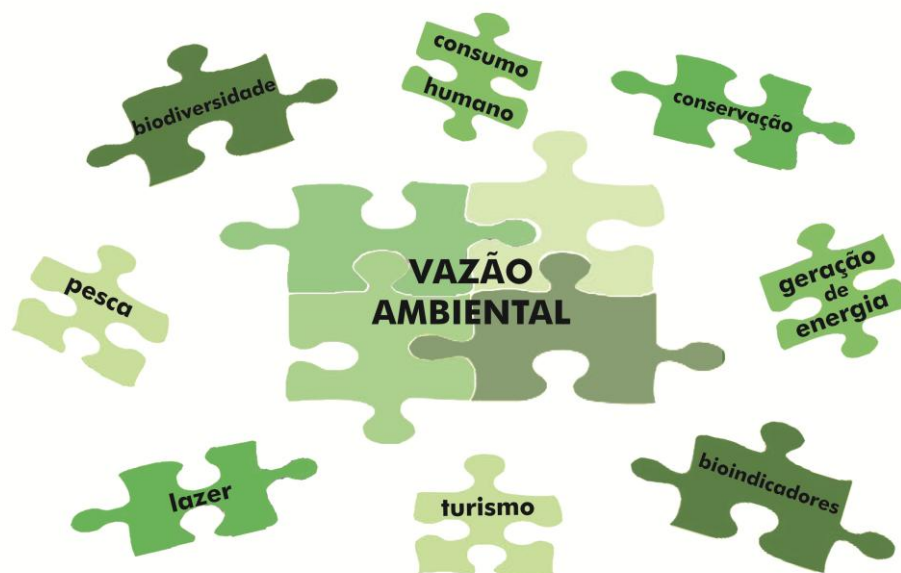 biodiversidade
consumo
humano
conservação
VAZÃO
AMBIENTAL
pesca
geração
de
energia
lazer
turismo
bioindicadores